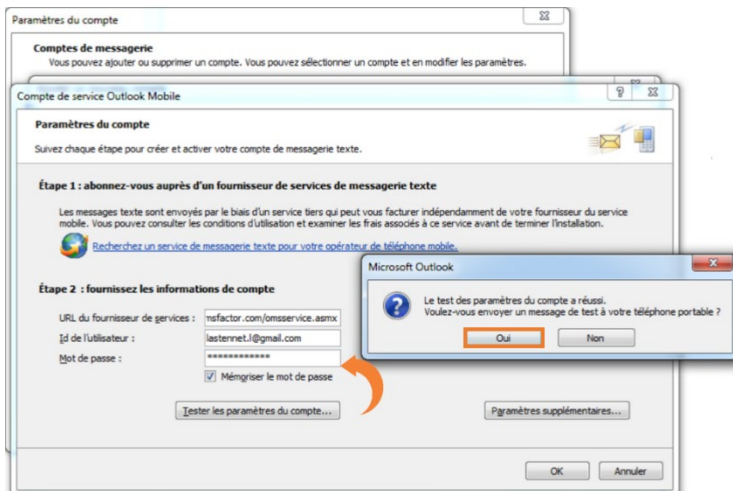 Paramètres du compte
Comptes de messagerie
Vous pouvez ajouter ou supprimer un compte. Vous pouvez sélectionner un compte et en modifier les paramètres.
Compte de service Outlook Mobile
Paramètres du compte
Suivez chaque étape pour créer et activer votre compte de messagerie texte.
Étape 1 : abonnez-vous auprès d'un fournisseur de services de messagerie texte
Les messages texte sont envoyés par le biais d'un service tiers qui peut vous facturer indépendamment de votre fournisseur du service
mobile. Vous pouvez consulter les conditions d'utilisation et examiner les frais associés à ce service avant de terminer l'installation.
Recherchez un service de messagerie texte pour votre opérateur de téléphone mobile.
Étape 2 : fournissez les informations de compte
URL du fournisseur de services : msfactor.com/omsservice.asmx
Id de l'utilisateur : lastennet.l@gmail.com
Mot de passe : ************
Mémoriser le mot de passe
Tester les paramètres du compte...
Paramètres supplémentaires...
OK
Annuler
Microsoft Outlook
Le test des paramètres du compte a réussi.
Voulez-vous envoyer un message de test à votre téléphone portable ?
Oui
Non